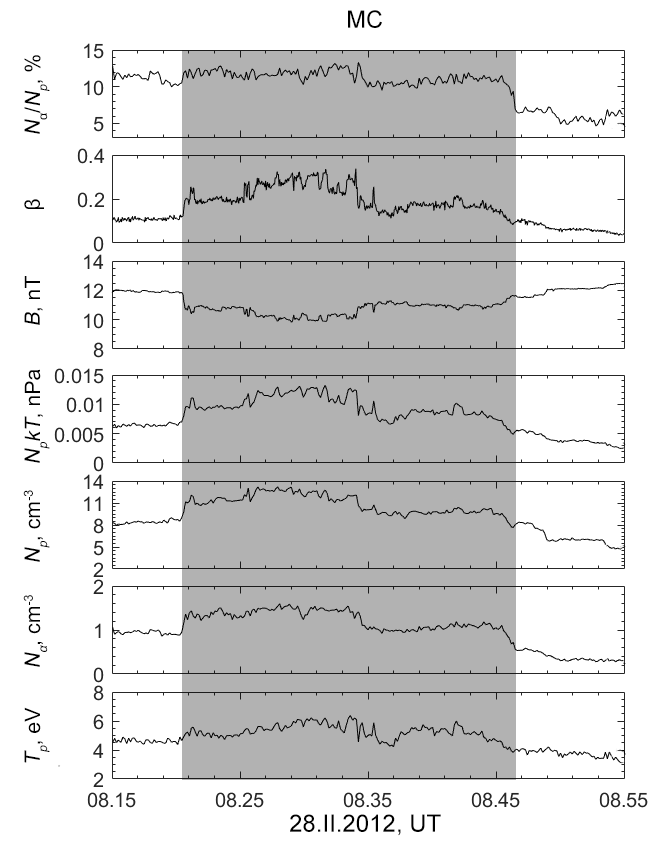 MC
Nα/Np, %
15
10
5
β
0.4
0.2
0
B, nT
14
12
10
8
NpkT, nPa
0.015
0.01
0.005
0
Np, cm-3
14
11
8
5
2
Nα, cm-3
2
1
0
Tp, eV
8
6
4
2
08.15 08.25 08.35 08.45 08.55
28.II.2012, UT